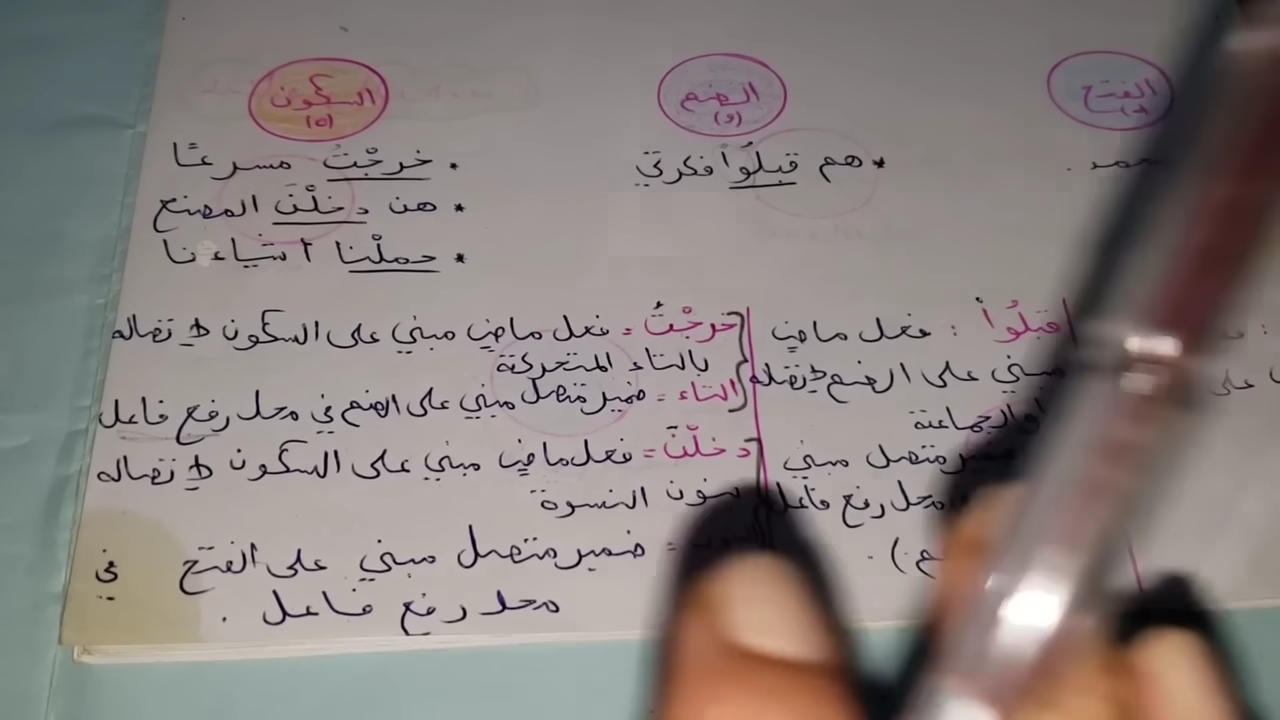 الفتح
الضم
(و)
السكون
(ه)
* هم قبلُواْ فكرتي
* خرجْتُ مسرعًا
* هن دخلْنَ المصنع
* حملْنا أشياءنا
قبلُواْ : فعل ماضٍ
مبني على الضم لاتصاله
الجماعة
متصل مبني
محل رفع فاعل
خرجْتُ = فعل ماضٍ مبني على السكون لاتصاله
بالتاء المتحركة
التاء = ضمير متصل مبني على الضم في محل رفع فاعل
دخلْنَ = فعل ماضٍ مبني على السكون لاتصاله
بنون النسوة
= ضمير متصل مبني على الفتح في
محل رفع فاعل .